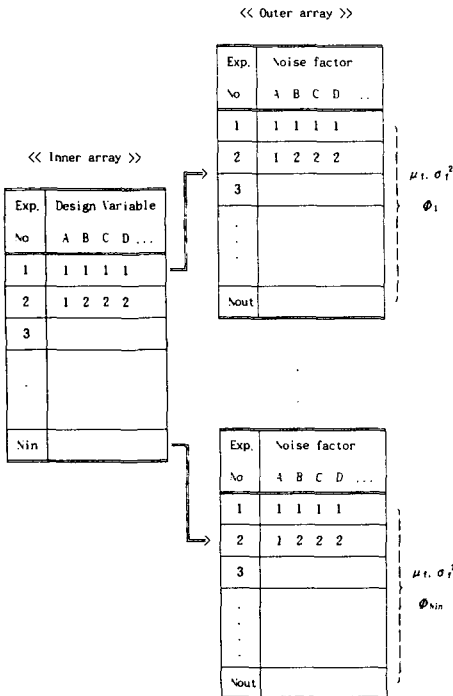 << Outer array >>
Exp. Noise factor
No A B C D ..
1 1 1 1 1
2 1 2 2 2
3
Nout
μf, σf²
Φ1
<< Inner array >>
Exp. Design Variable
No A B C D ...
1 1 1 1 1
2 1 2 2 2
3
Nin
Exp. Noise factor
No A B C D ...
1 1 1 1 1
2 1 2 2 2
3
Nout
μf, σf²
ΦNin